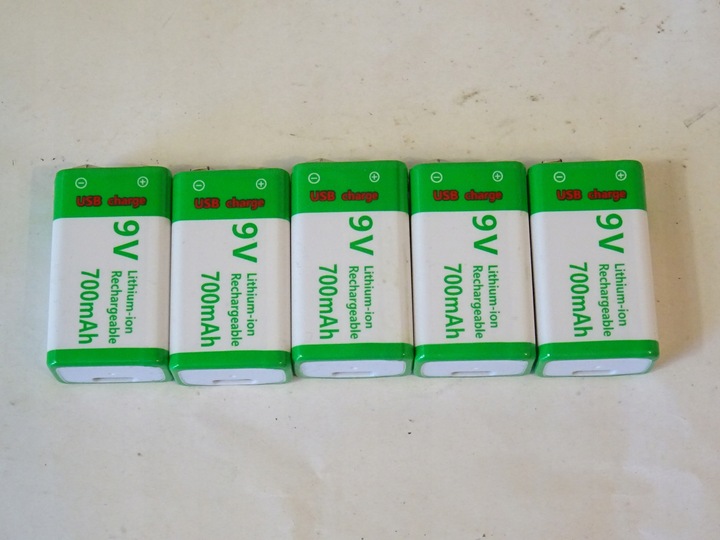 ⊖ ⊕
USB charge
9V
Lithium-ion
Rechargeable
700mAh
⊖ ⊕
USB charge
9V
Lithium-ion
Rechargeable
700mAh
⊖ ⊕
USB charge
9V
Lithium-ion
Rechargeable
700mAh
⊖ ⊕
USB charge
9V
Lithium-ion
Rechargeable
700mAh
⊖ ⊕
USB charge
9V
Lithium-ion
Rechargeable
700mAh